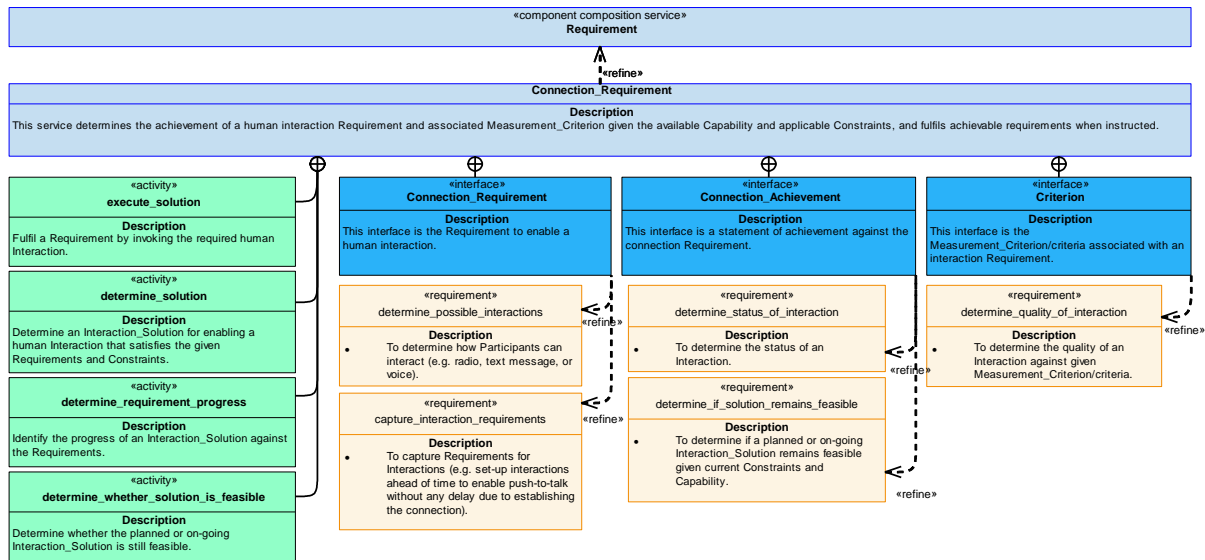 «component composition service»
Requirement
«refine»
Connection_Requirement
Description
This service determines the achievement of a human interaction Requirement and associated Measurement_Criterion given the available Capability and applicable Constraints, and fulfils achievable requirements when instructed.
«activity»
execute_solution
Description
Fulfil a Requirement by invoking the required human
Interaction.
«activity»
determine_solution
Description
Determine an Interaction_Solution for enabling a
human Interaction that satisfies the given
Requirements and Constraints.
«activity»
determine_requirement_progress
Description
Identify the progress of an Interaction_Solution against
the Requirements.
«activity»
determine_whether_solution_is_feasible
Description
Determine whether the planned or on-going
Interaction_Solution is still feasible.
«interface»
Connection_Requirement
Description
This interface is the Requirement to enable a
human interaction.
«requirement»
determine_possible_interactions
«refine»
Description
• To determine how Participants can
interact (e.g. radio, text message, or
voice).
«requirement»
capture_interaction_requirements
«refine»
Description
• To capture Requirements for
Interactions (e.g. set-up interactions
ahead of time to enable push-to-talk
without any delay due to establishing
the connection).
«interface»
Connection_Achievement
Description
This interface is a statement of achievement against the
connection Requirement.
«requirement»
determine_status_of_interaction
Description
• To determine the status of an
Interaction.
«refine»
«requirement»
determine_if_solution_remains_feasible
Description
• To determine if a planned or on-going
Interaction_Solution remains feasible
given current Constraints and
Capability.
«refine»
«interface»
Criterion
Description
This interface is the
Measurement_Criterion/criteria associated with an
interaction Requirement.
«requirement»
determine_quality_of_interaction
«refine»
Description
• To determine the quality of an
Interaction against given
Measurement_Criterion/criteria.